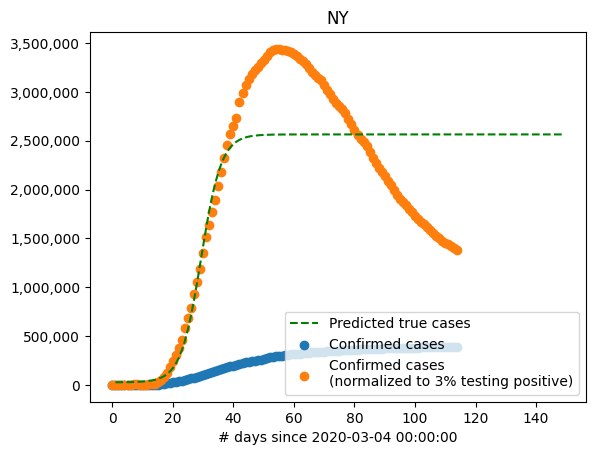 NY
3,500,000
3,000,000
2,500,000
2,000,000
1,500,000
1,000,000
500,000
0
Predicted true cases
Confirmed cases
Confirmed cases
(normalized to 3% testing positive)
0 20 40 60 80 100 120 140
# days since 2020-03-04 00:00:00